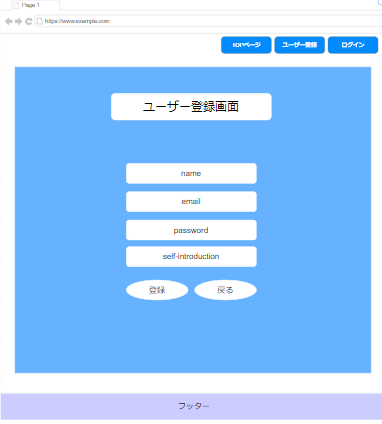 Page 1
https://www.example.com
TOPページ
ユーザー登録
ログイン
ユーザー登録画面
name
email
password
self-introduction
登録
戻る
フッター